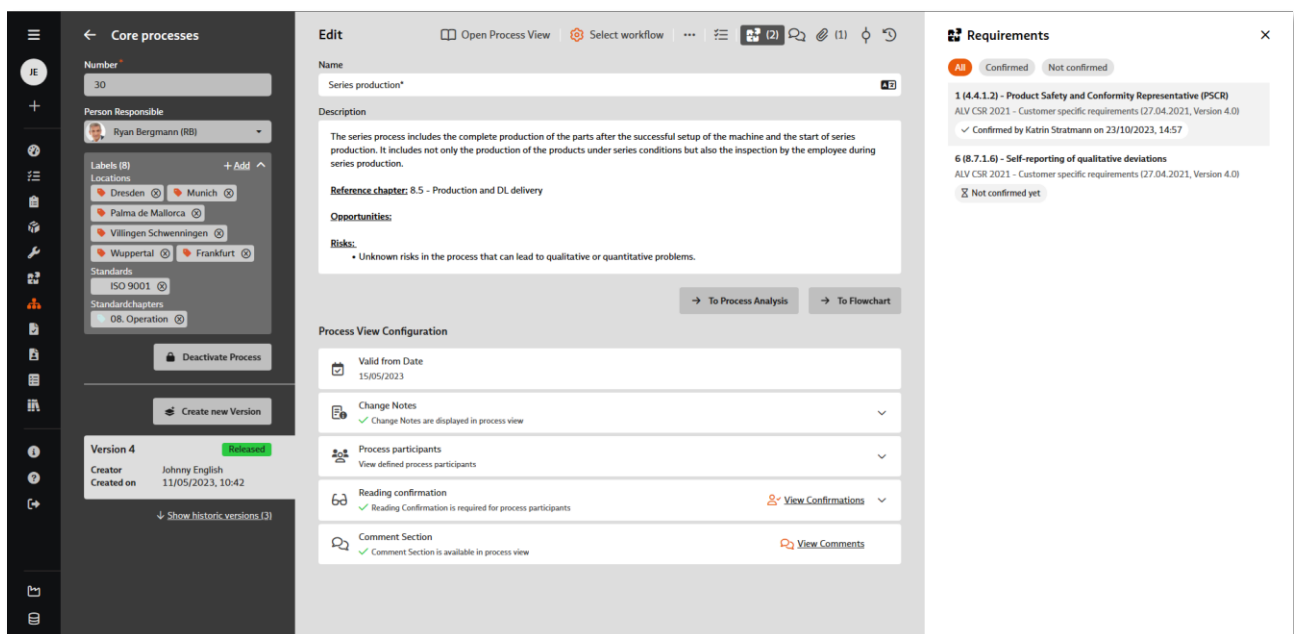 JE
Core processes
Number*
30
Person Responsible
Ryan Bergmann (RB)
Labels (8)
+ Add
Locations
Dresden
Munich
Palma de Mallorca
Villingen Schwenningen
Wuppertal
Frankfurt
Standards
ISO 9001
Standardchapters
08. Operation
Deactivate Process
Create new Version
Version 4
Released
Creator Johnny English
Created on 11/05/2023, 10:42
Show historic versions (3)
Edit
Open Process View
Select workflow
(2)
(1)
Name
Series production*
Description
The series process includes the complete production of the parts after the successful setup of the machine and the start of series
production. It includes not only the production of the products under series conditions but also the inspection by the employee during
series production.
Reference chapter: 8.5 - Production and DL delivery
Opportunities:
Risks:
• Unknown risks in the process that can lead to qualitative or quantitative problems.
To Process Analysis
To Flowchart
Process View Configuration
Valid from Date
15/05/2023
Change Notes
Change Notes are displayed in process view
Process participants
View defined process participants
Reading confirmation
Reading Confirmation is required for process participants
View Confirmations
Comment Section
Comment Section is available in process view
View Comments
Requirements
All
Confirmed
Not confirmed
1 (4.4.1.2) - Product Safety and Conformity Representative (PSCR)
ALV CSR 2021 - Customer specific requirements (27.04.2021, Version 4.0)
Confirmed by Katrin Stratmann on 23/10/2023, 14:57
6 (8.7.1.6) - Self-reporting of qualitative deviations
ALV CSR 2021 - Customer specific requirements (27.04.2021, Version 4.0)
Not confirmed yet